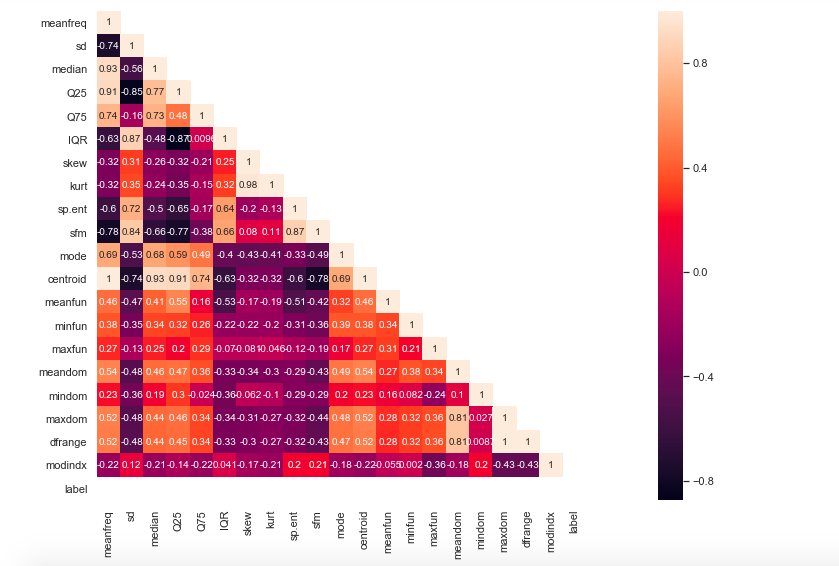 meanfreq 1
sd -0.74 1
median 0.93 -0.56 1
Q25 0.91 -0.85 0.77 1
Q75 0.74 -0.16 0.73 0.48 1
IQR -0.63 0.87 -0.48 -0.87 0.0096 1
skew -0.32 0.31 -0.26 -0.32 -0.21 0.25 1
kurt -0.32 0.35 -0.24 -0.35 -0.15 0.32 0.98 1
sp.ent -0.6 0.72 -0.5 -0.65 -0.17 0.64 -0.2 -0.13 1
sfm -0.78 0.84 -0.66 -0.77 -0.38 0.66 0.08 0.11 0.87 1
mode 0.69 -0.53 0.68 0.59 0.49 -0.4 -0.43 -0.41 -0.33 -0.49 1
centroid 1 -0.74 0.93 0.91 0.74 -0.63 -0.32 -0.32 -0.6 -0.78 0.69 1
meanfun 0.46 -0.47 0.41 0.55 0.16 -0.53 -0.17 -0.19 -0.51 -0.42 0.32 0.46 1
minfun 0.38 -0.35 0.34 0.32 0.26 -0.22 -0.22 -0.2 -0.31 -0.36 0.39 0.38 0.34 1
maxfun 0.27 -0.13 0.25 0.2 0.29 -0.07 -0.081 -0.046 -0.12 -0.19 0.17 0.27 0.31 0.21 1
meandom 0.54 -0.48 0.46 0.47 0.36 -0.33 -0.34 -0.3 -0.29 -0.43 0.49 0.54 0.27 0.38 0.34 1
mindom 0.23 -0.36 0.19 0.3 -0.024 -0.36 -0.062 -0.1 -0.29 -0.29 0.2 0.23 0.16 0.082 -0.24 0.1 1
maxdom 0.52 -0.48 0.44 0.46 0.34 -0.34 -0.31 -0.27 -0.32 -0.44 0.48 0.52 0.28 0.32 0.36 0.81 0.027 1
dfrange 0.52 -0.48 0.44 0.45 0.34 -0.33 -0.3 -0.27 -0.32 -0.43 0.47 0.52 0.28 0.32 0.36 0.81 0.0087 1 1
modindx -0.22 0.12 -0.21 -0.14 -0.22 0.041 -0.17 -0.21 0.2 0.21 -0.18 -0.22 -0.055 0.002 -0.36 -0.18 0.2 -0.43 -0.43 1
label
meanfreq sd median Q25 Q75 IQR skew kurt sp.ent sfm mode centroid meanfun minfun maxfun meandom mindom maxdom dfrange modindx label
0.8
0.4
0.0
−0.4
−0.8